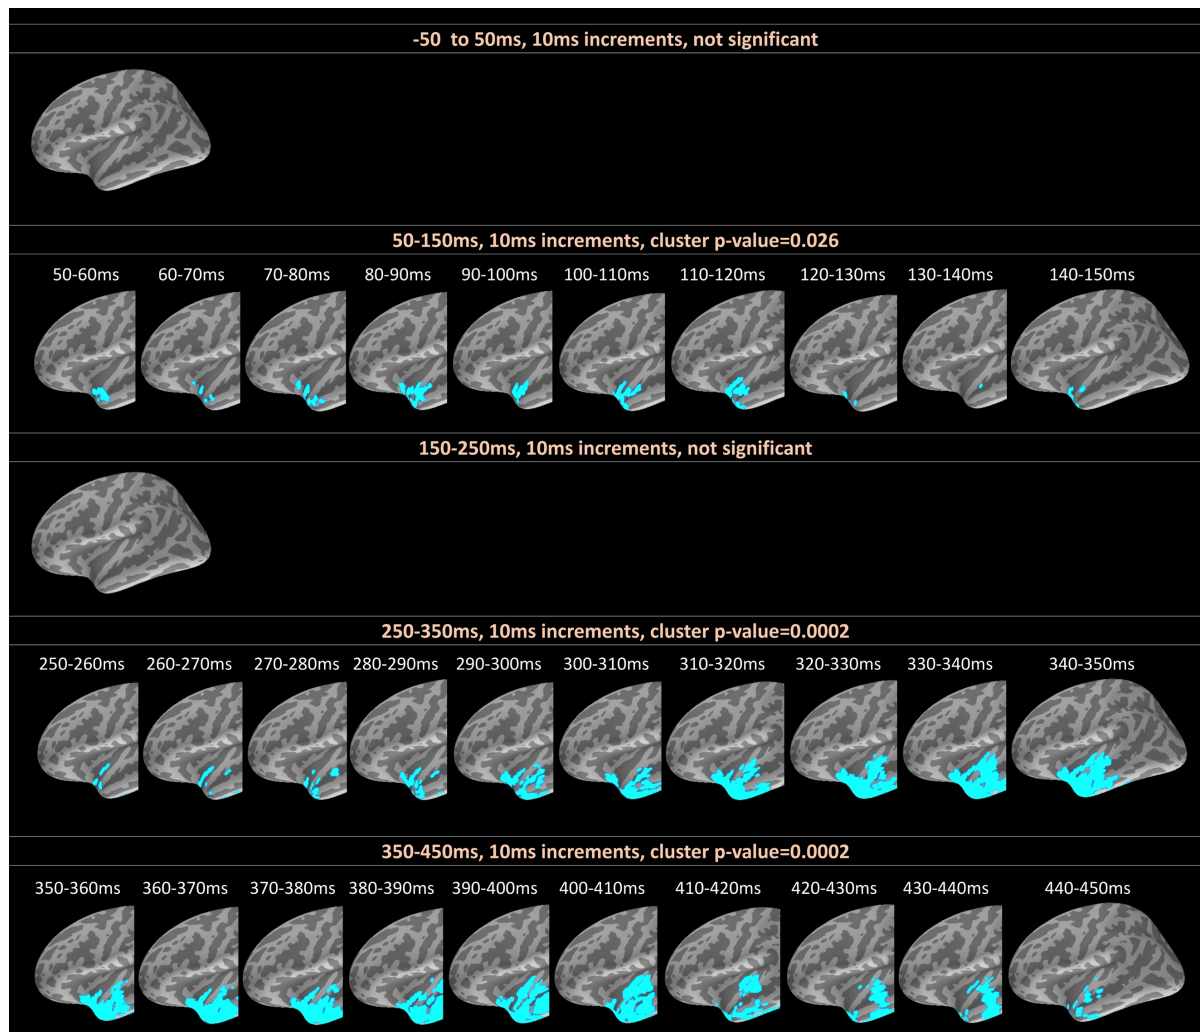 -50 to 50ms, 10ms increments, not significant
50-150ms, 10ms increments, cluster p-value=0.026
50-60ms 60-70ms 70-80ms 80-90ms 90-100ms 100-110ms 110-120ms 120-130ms 130-140ms 140-150ms
150-250ms, 10ms increments, not significant
250-350ms, 10ms increments, cluster p-value=0.0002
250-260ms 260-270ms 270-280ms 280-290ms 290-300ms 300-310ms 310-320ms 320-330ms 330-340ms 340-350ms
350-450ms, 10ms increments, cluster p-value=0.0002
350-360ms 360-370ms 370-380ms 380-390ms 390-400ms 400-410ms 410-420ms 420-430ms 430-440ms 440-450ms